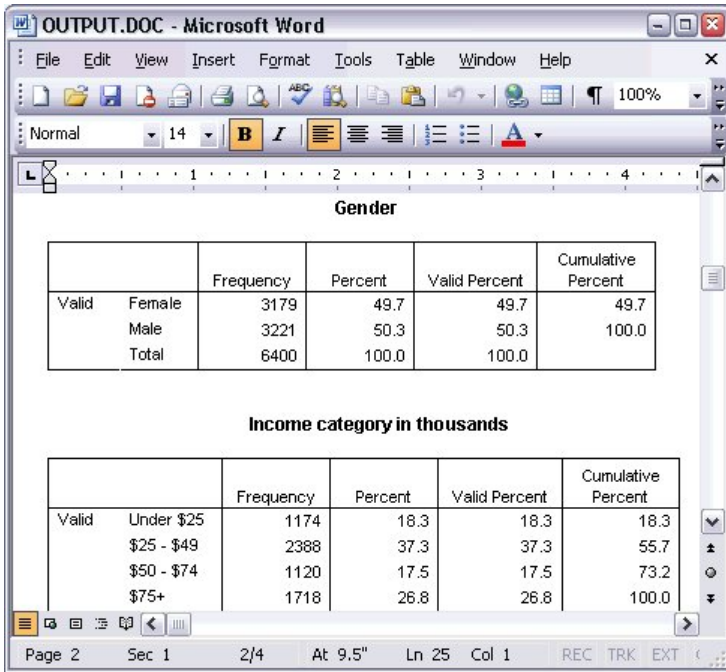 OUTPUT.DOC - Microsoft Word
File Edit View Insert Format Tools Table Window Help
ABC
100%
Normal 14 B I A
1 2 3 4
Gender
Frequency Percent Valid Percent Cumulative Percent
Valid Female 3179 49.7 49.7 49.7
Male 3221 50.3 50.3 100.0
Total 6400 100.0 100.0
Income category in thousands
Frequency Percent Valid Percent Cumulative Percent
Valid Under $25 1174 18.3 18.3 18.3
$25 - $49 2388 37.3 37.3 55.7
$50 - $74 1120 17.5 17.5 73.2
$75+ 1718 26.8 26.8 100.0
Page 2 Sec 1 2/4 At 9.5" Ln 25 Col 1 REC TRK EXT